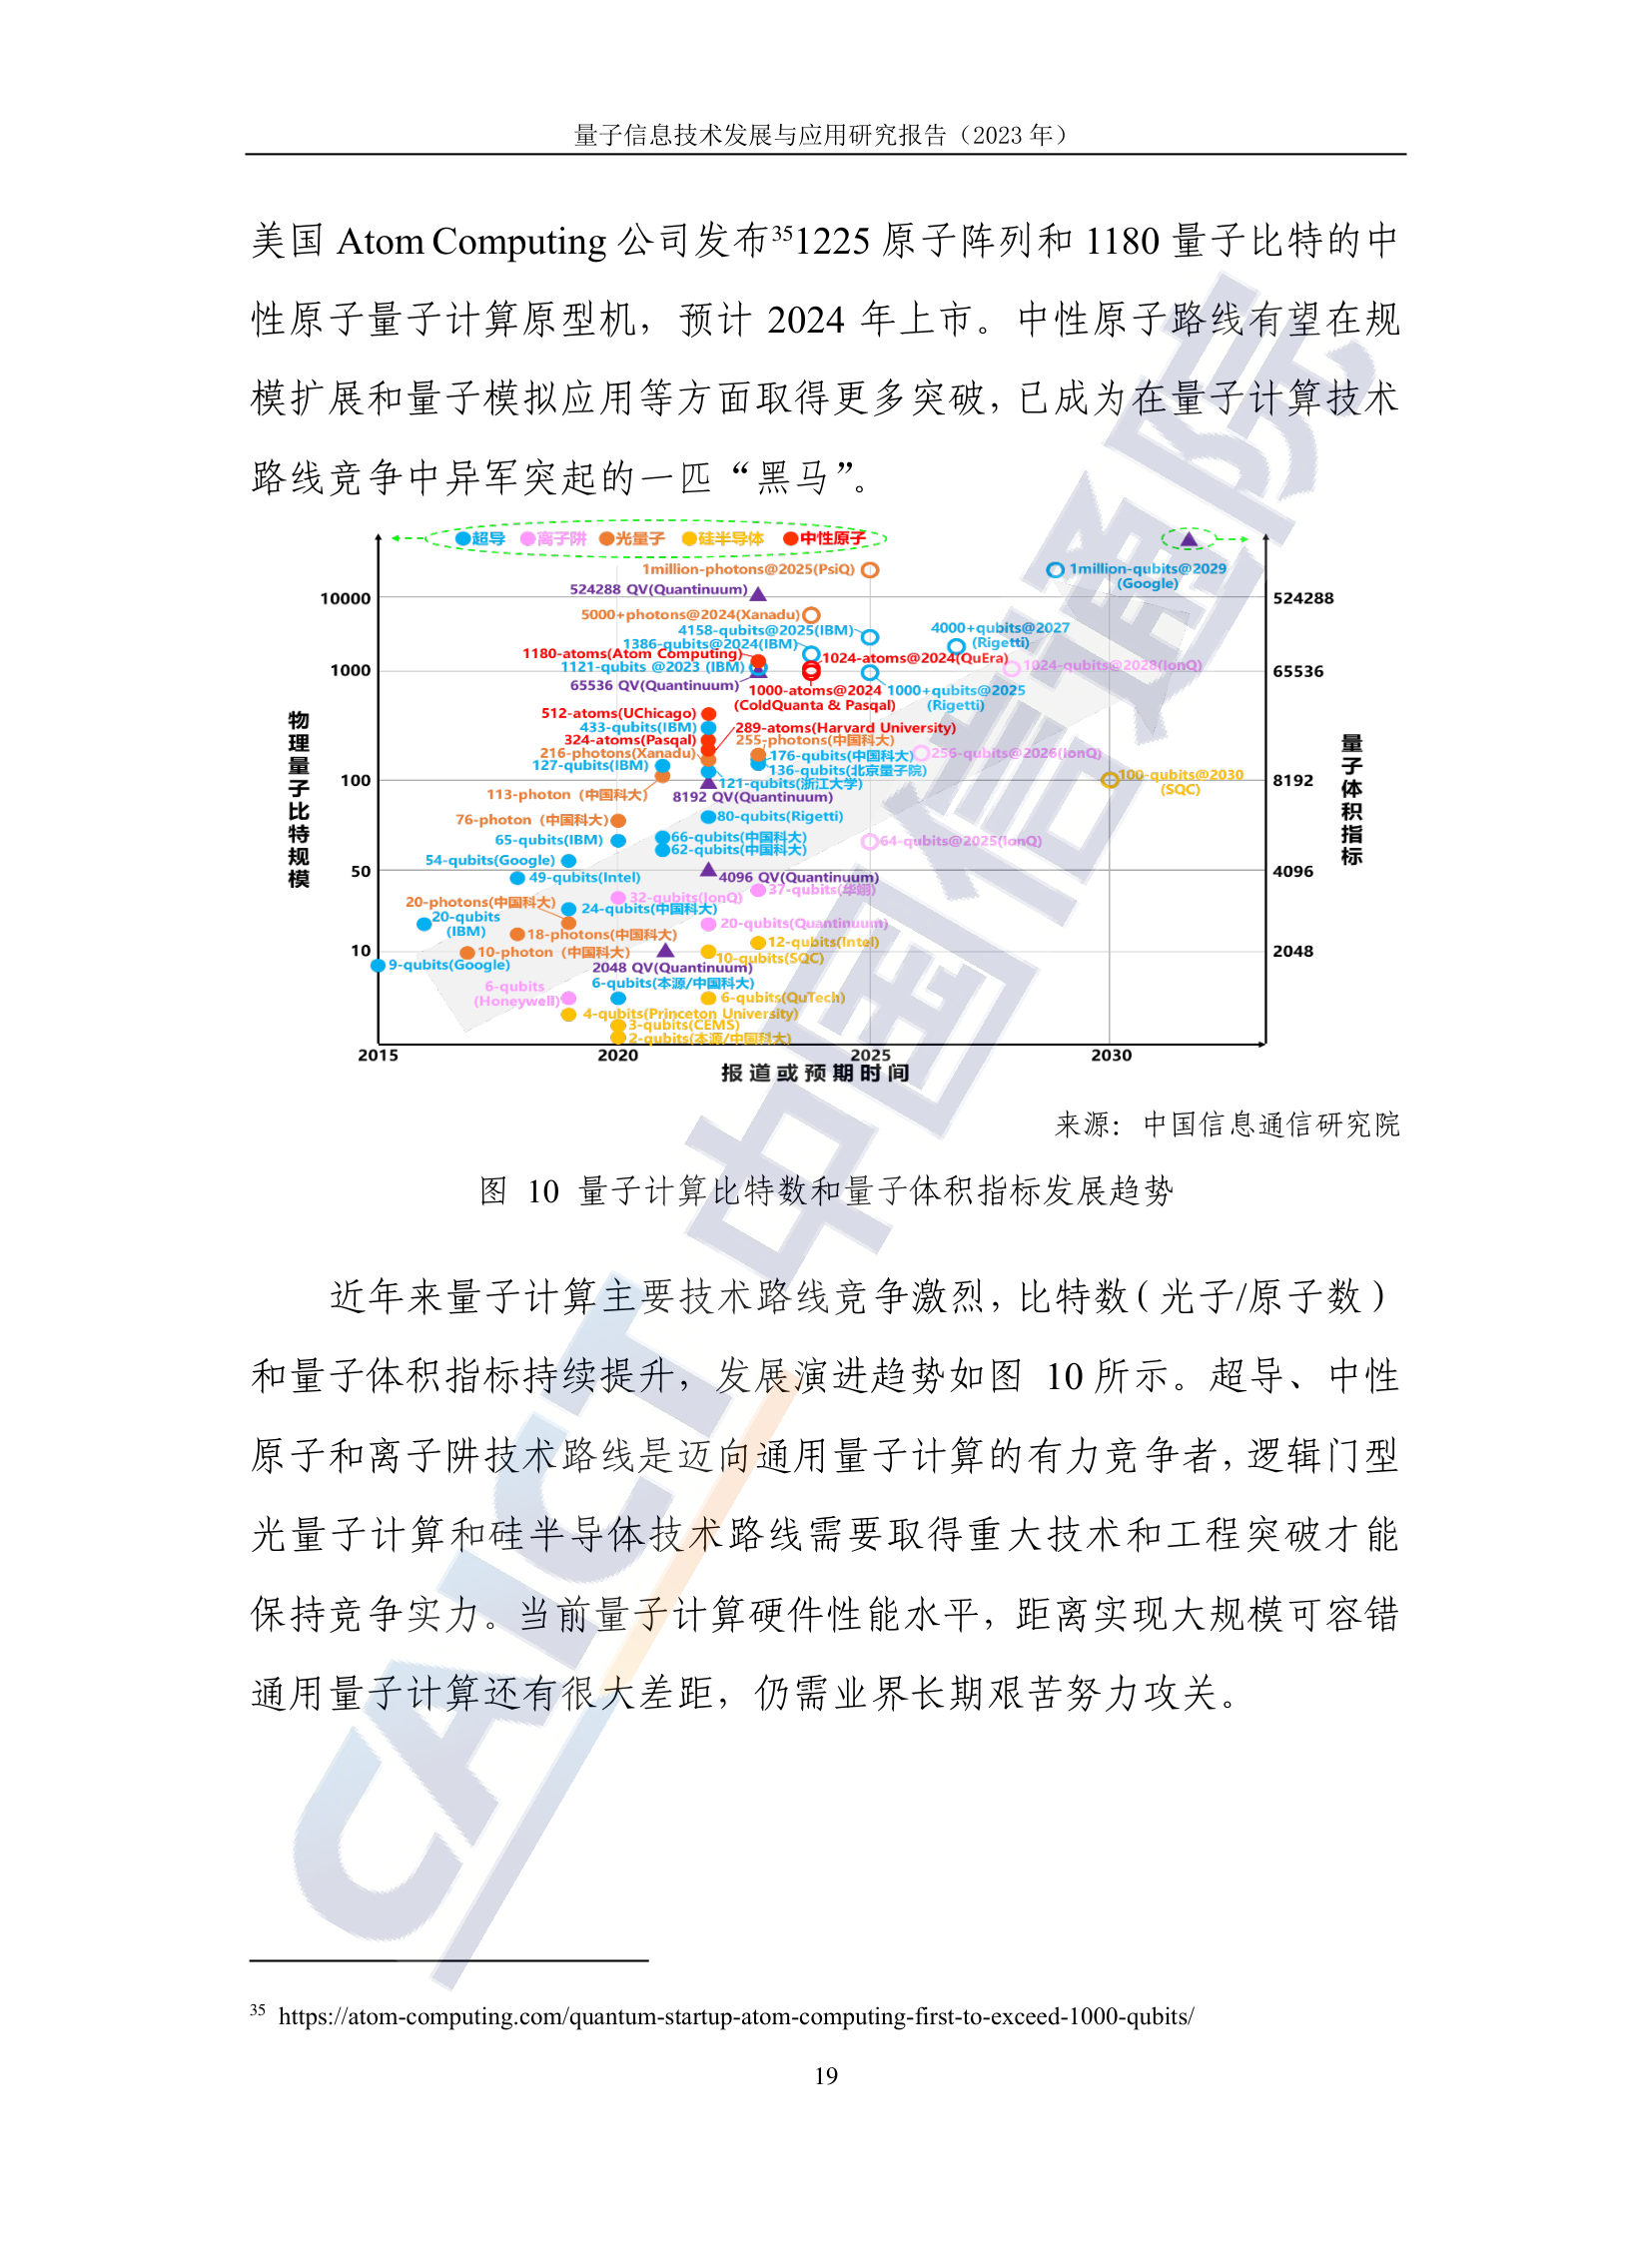 量子信息技术发展与应用研究报告（2023 年）
美国 Atom Computing 公司发布³⁵1225 原子阵列和 1180 量子比特的中
性原子量子计算原型机，预计 2024 年上市。中性原子路线有望在规
模扩展和量子模拟应用等方面取得更多突破，已成为在量子计算技术
路线竞争中异军突起的一匹“黑马”。
超导 离子阱 光量子 硅半导体 中性原子
1million-photons@2025(PsiQ)
1million-qubits@2029
(Google)
524288 QV(Quantinuum)
10000
524288
5000+photons@2024(Xanadu)
4158-qubits@2025(IBM)
4000+qubits@2027
(Rigetti)
1386-qubits@2024(IBM)
1180-atoms(Atom Computing)
1024-atoms@2024(QuEra)
1121-qubits @2023 (IBM)
1024-qubits@2028(IonQ)
1000
65536
65536 QV(Quantinuum)
1000-atoms@2024
(ColdQuanta & Pasqal)
1000+qubits@2025
(Rigetti)
512-atoms(UChicago)
433-qubits(IBM)
289-atoms(Harvard University)
324-atoms(Pasqal)
255-photons(中国科大)
216-photons(Xanadu)
176-qubits(中国科大)
256-qubits@2026(IonQ)
127-qubits(IBM)
136-qubits(北京量子院)
100-qubits@2030
(SQC)
100
8192
121-qubits(浙江大学)
113-photon（中国科大）
8192 QV(Quantinuum)
76-photon（中国科大）
80-qubits(Rigetti)
65-qubits(IBM)
66-qubits(中国科大)
64-qubits@2025(IonQ)
62-qubits(中国科大)
54-qubits(Google)
50
4096
49-qubits(Intel)
4096 QV(Quantinuum)
37-qubits(华翊)
32-qubits(IonQ)
20-photons(中国科大)
24-qubits(中国科大)
20-qubits
(IBM)
20-qubits(Quantinuum)
18-photons(中国科大)
12-qubits(Intel)
10
2048
10-photon（中国科大）
10-qubits(SQC)
9-qubits(Google)
2048 QV(Quantinuum)
6-qubits(本源/中国科大)
6-qubits
(Honeywell)
6-qubits(QuTech)
4-qubits(Princeton University)
3-qubits(CEMS)
2-qubits(本源/中国科大)
物理量子比特规模
量子体积指标
2015 2020 2025 2030
报道或预期时间
来源：中国信息通信研究院
图 10 量子计算比特数和量子体积指标发展趋势
近年来量子计算主要技术路线竞争激烈，比特数（光子/原子数）
和量子体积指标持续提升，发展演进趋势如图 10 所示。超导、中性
原子和离子阱技术路线是迈向通用量子计算的有力竞争者，逻辑门型
光量子计算和硅半导体技术路线需要取得重大技术和工程突破才能
保持竞争实力。当前量子计算硬件性能水平，距离实现大规模可容错
通用量子计算还有很大差距，仍需业界长期艰苦努力攻关。
CAICT 中国信通院
³⁵ https://atom-computing.com/quantum-startup-atom-computing-first-to-exceed-1000-qubits/
19